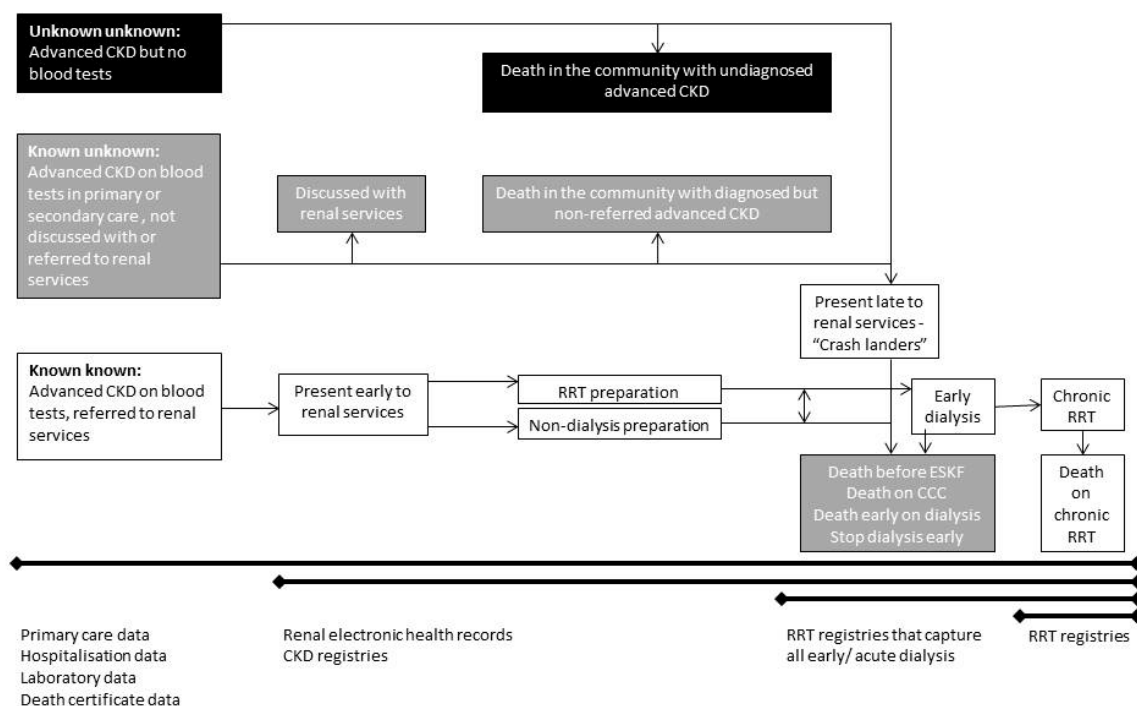 Unknown unknown:
Advanced CKD but no
blood tests
Death in the community with undiagnosed
advanced CKD
Known unknown:
Advanced CKD on blood
tests in primary or
secondary care , not
discussed with or
referred to renal
services
Discussed with
renal services
Death in the community with diagnosed but
non-referred advanced CKD
Present late to
renal services -
“Crash landers”
Known known:
Advanced CKD on blood
tests, referred to renal
services
Present early to
renal services
RRT preparation
Non-dialysis preparation
Early
dialysis
Chronic
RRT
Death before ESKF
Death on CCC
Death early on dialysis
Stop dialysis early
Death
on
chronic
RRT
Primary care data
Hospitalisation data
Laboratory data
Death certificate data
Renal electronic health records
CKD registries
RRT registries that capture
all early/ acute dialysis
RRT registries